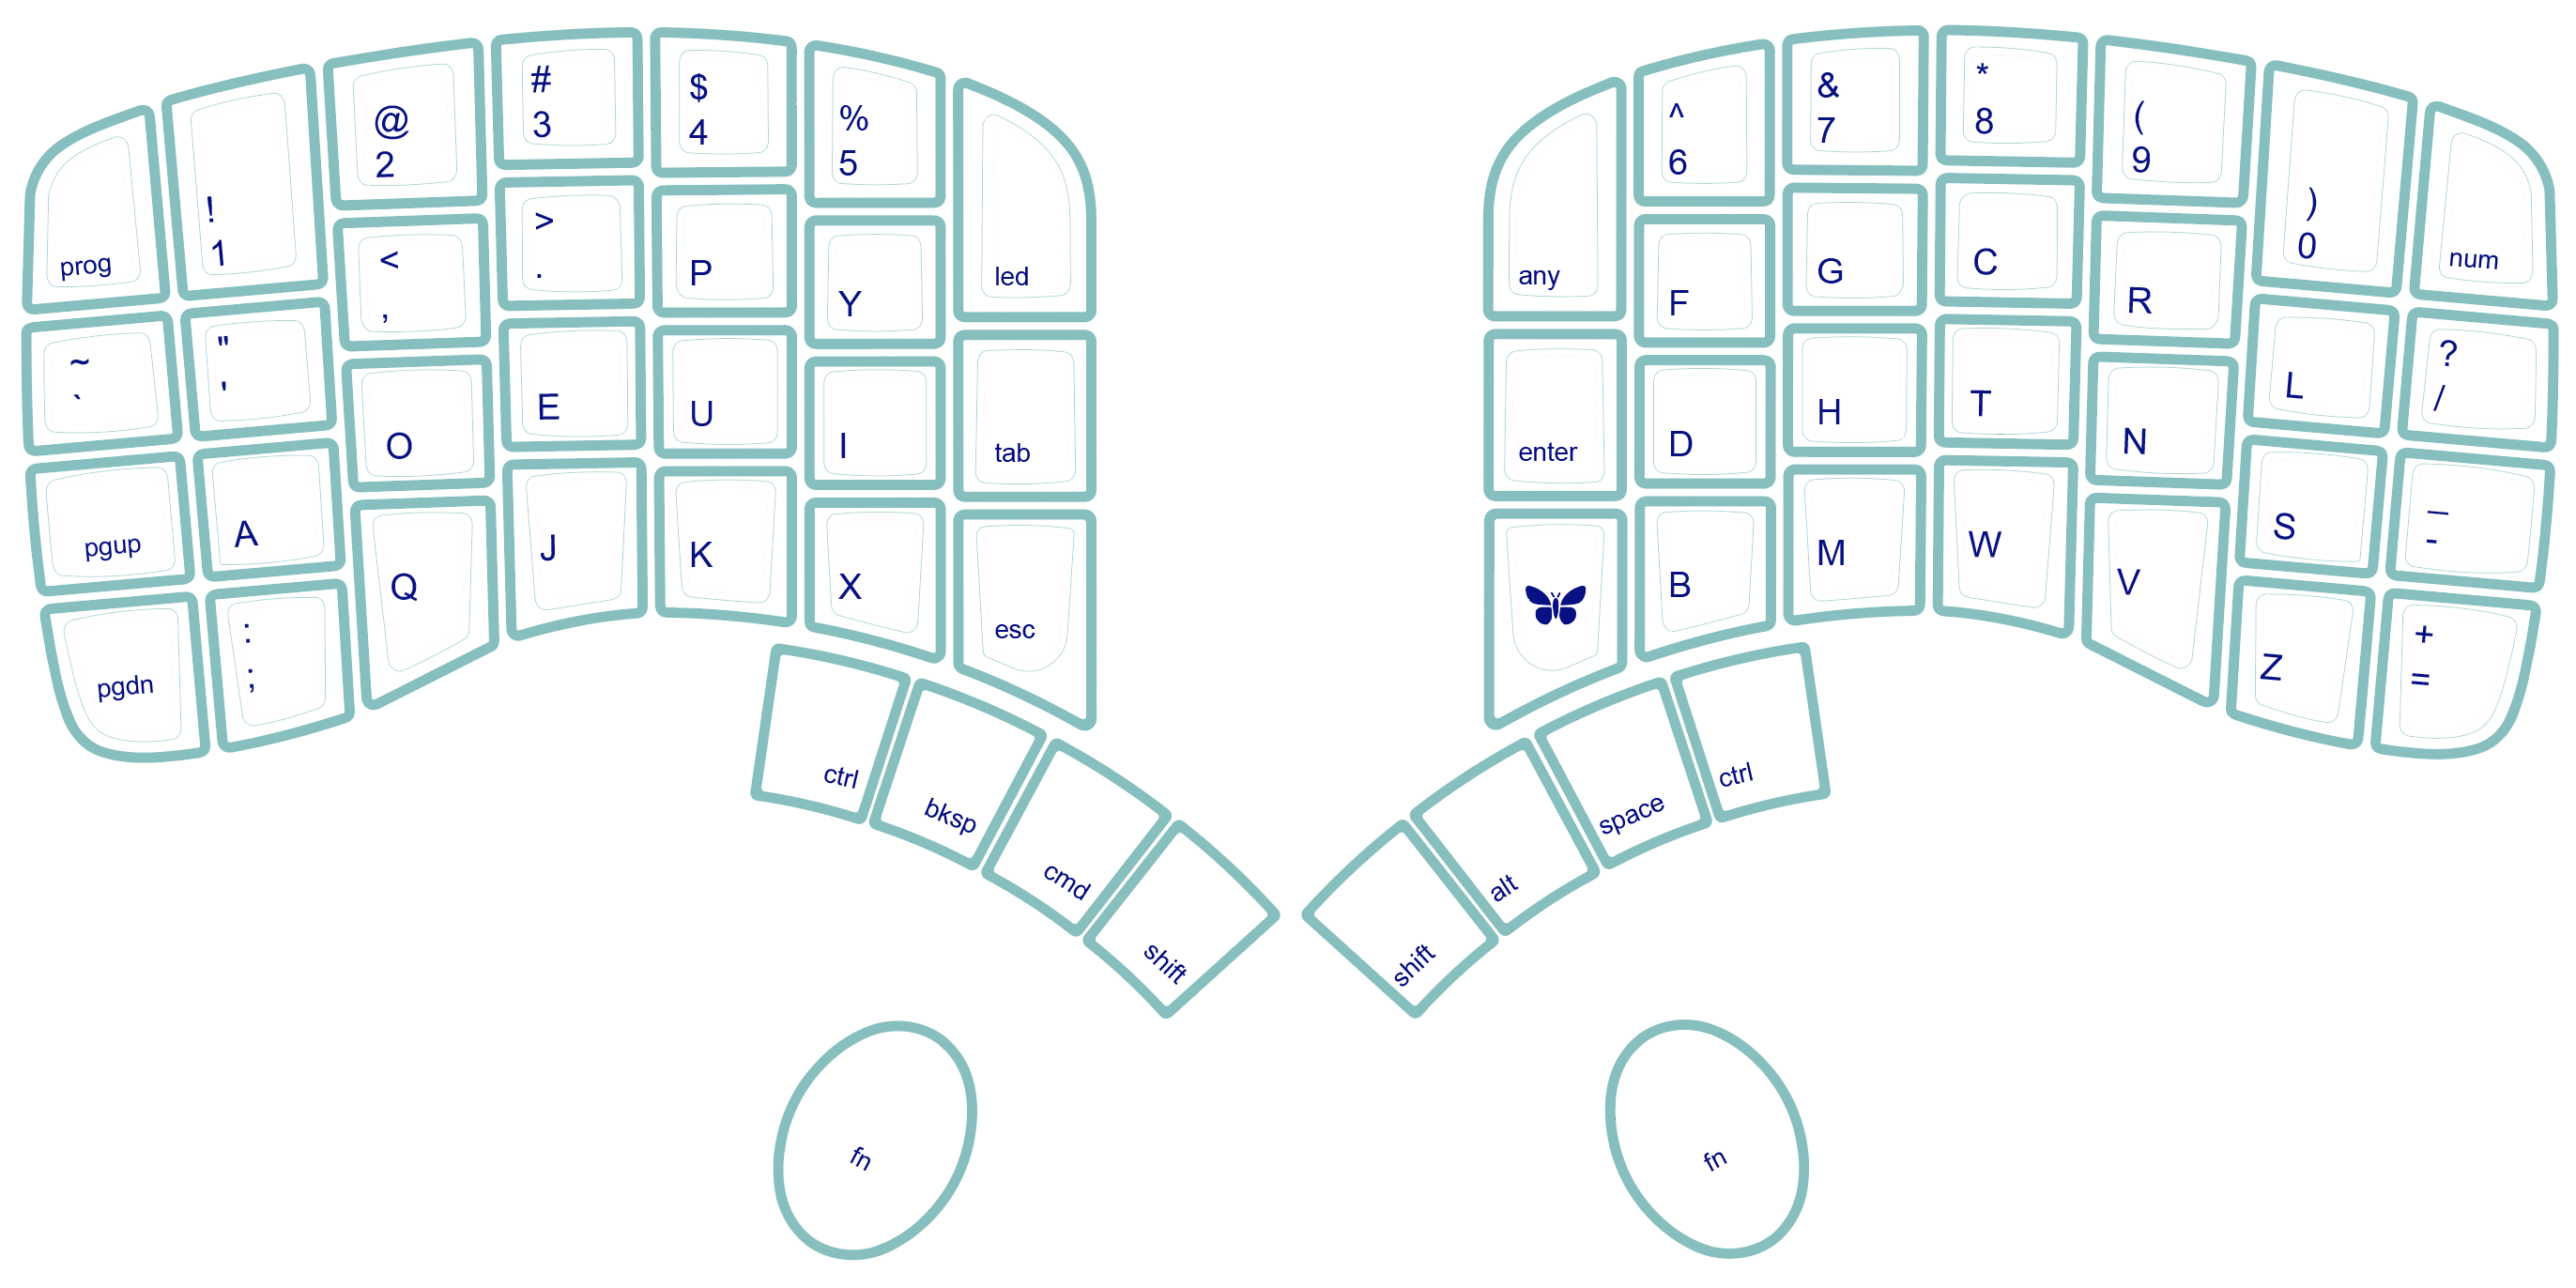 prog
!
1
@
2
#
3
$
4
%
5
led
any
^
6
&
7
*
8
(
9
)
0
num
~
`
"
'
<
,
>
.
P
Y
tab
enter
F
G
C
R
L
?
/
pgup
A
O
E
U
I
D
H
T
N
S
_
-
pgdn
:
;
Q
J
K
X
esc
B
M
W
V
Z
+
=
ctrl
bksp
cmd
shift
shift
alt
space
ctrl
fn
fn